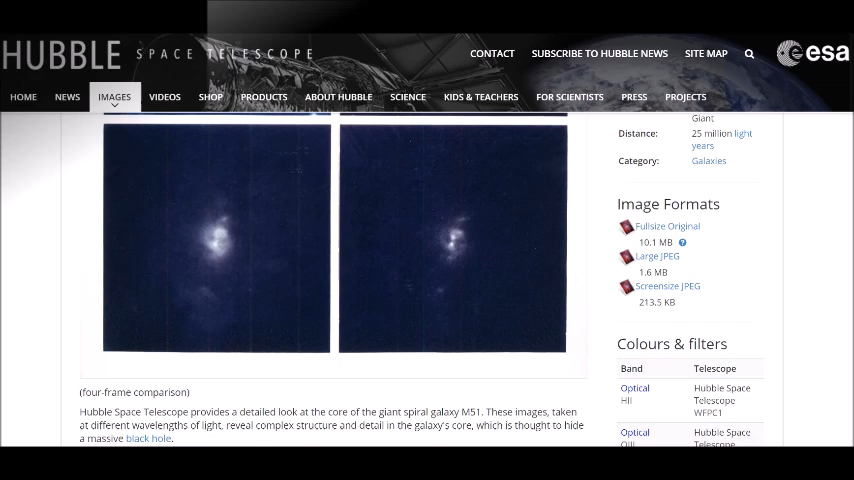 HUBBLE SPACE TELESCOPE
CONTACT SUBSCRIBE TO HUBBLE NEWS SITE MAP
esa
HOME NEWS IMAGES VIDEOS SHOP PRODUCTS ABOUT HUBBLE SCIENCE KIDS & TEACHERS FOR SCIENTISTS PRESS PROJECTS
Giant
Distance: 25 million light
years
Category: Galaxies
Image Formats
Fullsize Original
10.1 MB ?
Large JPEG
1.6 MB
Screensize JPEG
213.5 KB
Colours & filters
Band Telescope
Optical Hubble Space
HII Telescope
WFPC1
Optical Hubble Space
OIII Telescope
(four-frame comparison)
Hubble Space Telescope provides a detailed look at the core of the giant spiral galaxy M51. These images, taken
at different wavelengths of light, reveal complex structure and detail in the galaxy's core, which is thought to hide
a massive black hole.